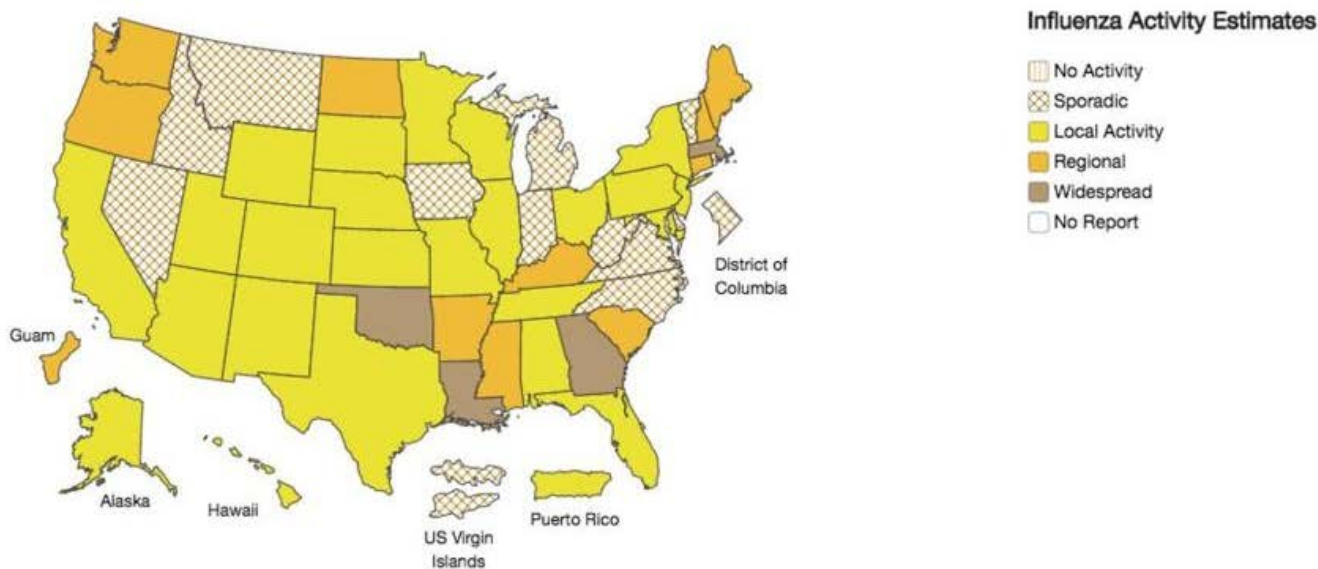 Influenza Activity Estimates
No Activity
Sporadic
Local Activity
Regional
Widespread
No Report
District of
Columbia
Guam
Alaska
Hawaii
US Virgin
Islands
Puerto Rico